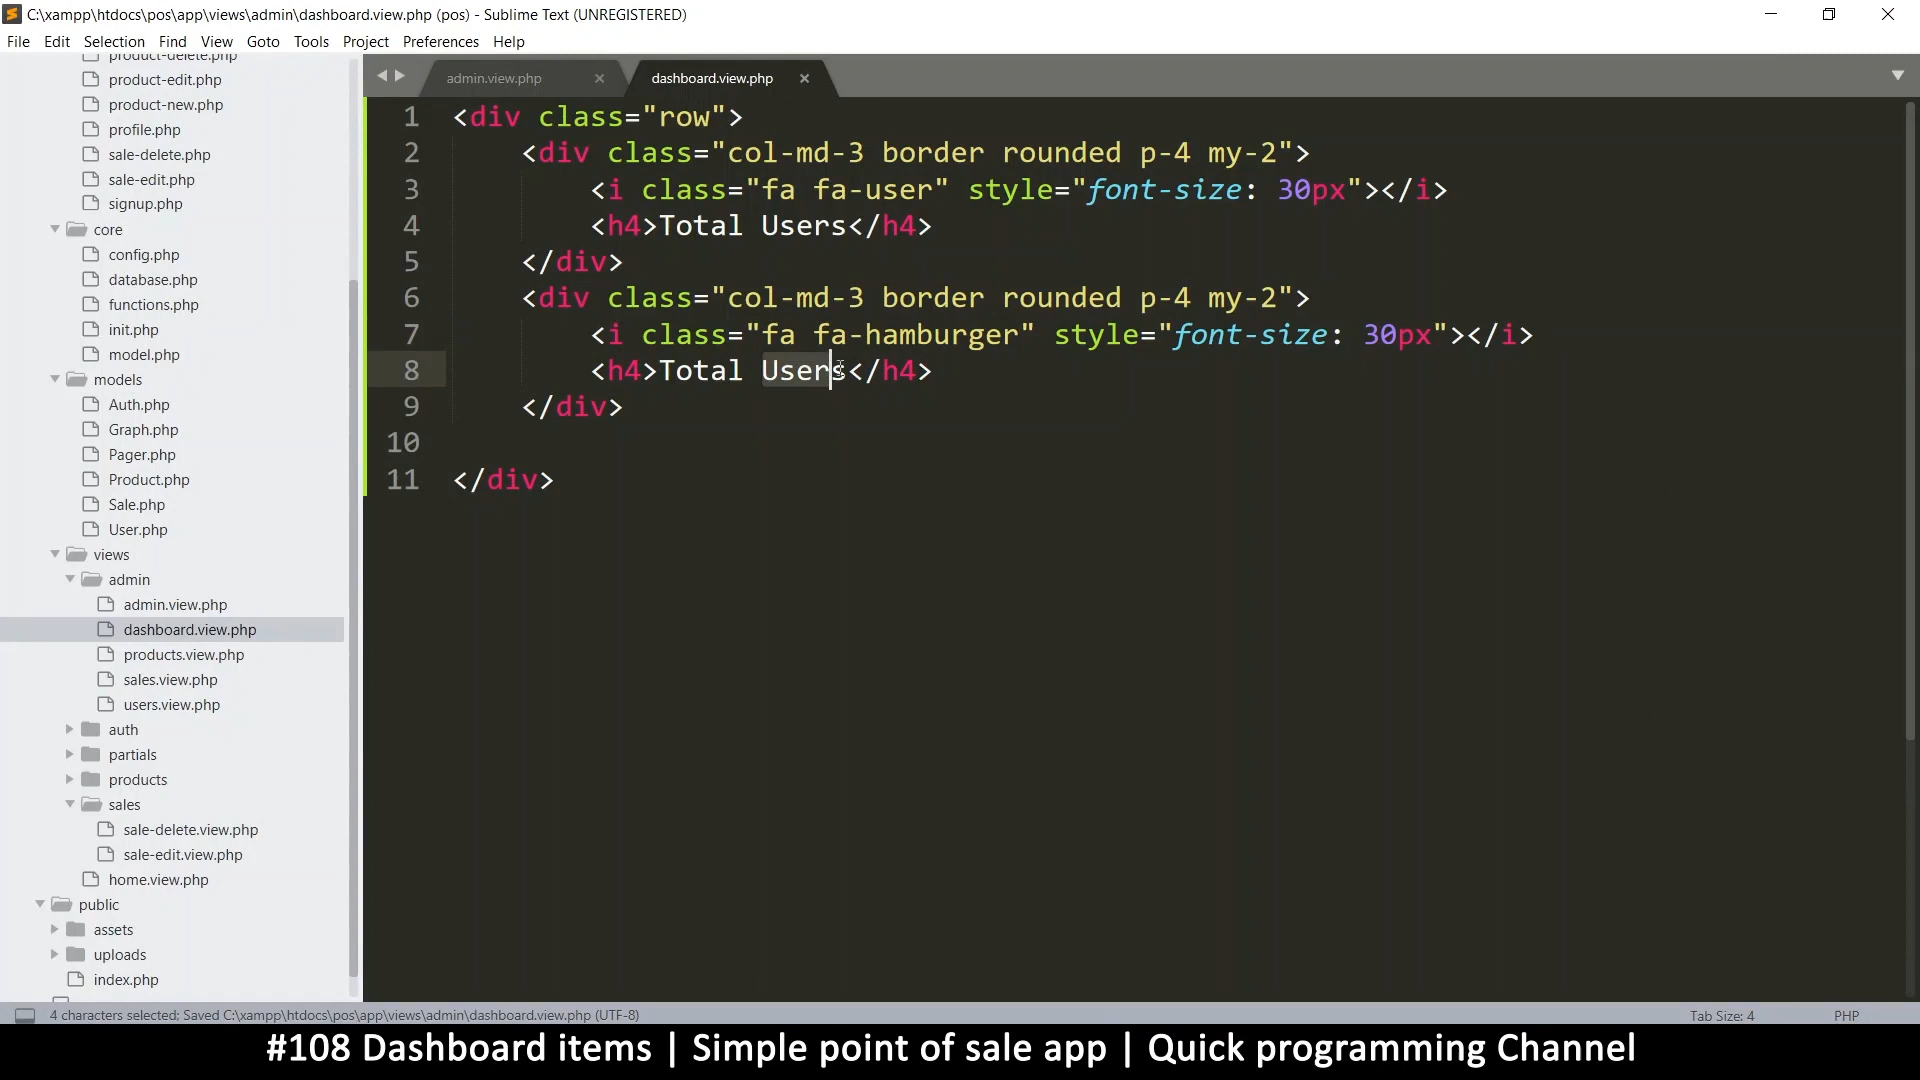 C:\xampp\htdocs\pos\app\views\admin\dashboard.view.php (pos) - Sublime Text (UNREGISTERED)
File Edit Selection Find View Goto Tools Project Preferences Help
product-delete.php
product-edit.php
product-new.php
profile.php
sale-delete.php
sale-edit.php
signup.php
core
config.php
database.php
functions.php
init.php
model.php
models
Auth.php
Graph.php
Pager.php
Product.php
Sale.php
User.php
views
admin
admin.view.php
dashboard.view.php
products.view.php
sales.view.php
users.view.php
auth
partials
products
sales
sale-delete.view.php
sale-edit.view.php
home.view.php
public
assets
uploads
index.php
admin.view.php dashboard.view.php
1 <div class="row">
2 <div class="col-md-3 border rounded p-4 my-2">
3 <i class="fa fa-user" style="font-size: 30px"></i>
4 <h4>Total Users</h4>
5 </div>
6 <div class="col-md-3 border rounded p-4 my-2">
7 <i class="fa fa-hamburger" style="font-size: 30px"></i>
8 <h4>Total Users</h4>
9 </div>
10
11 </div>
4 characters selected; Saved C:\xampp\htdocs\pos\app\views\admin\dashboard.view.php (UTF-8) Tab Size: 4 PHP
#108 Dashboard items | Simple point of sale app | Quick programming Channel